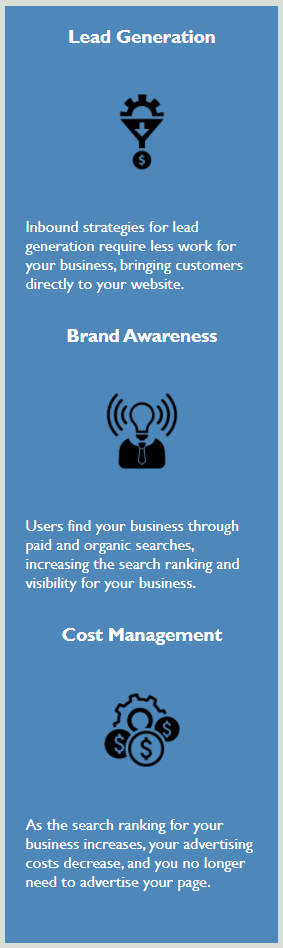 Lead Generation
$
Inbound strategies for lead
generation require less work for
your business, bringing customers
directly to your website.
Brand Awareness
Users find your business through
paid and organic searches,
increasing the search ranking and
visibility for your business.
Cost Management
$ $ $
As the search ranking for your
business increases, your advertising
costs decrease, and you no longer
need to advertise your page.